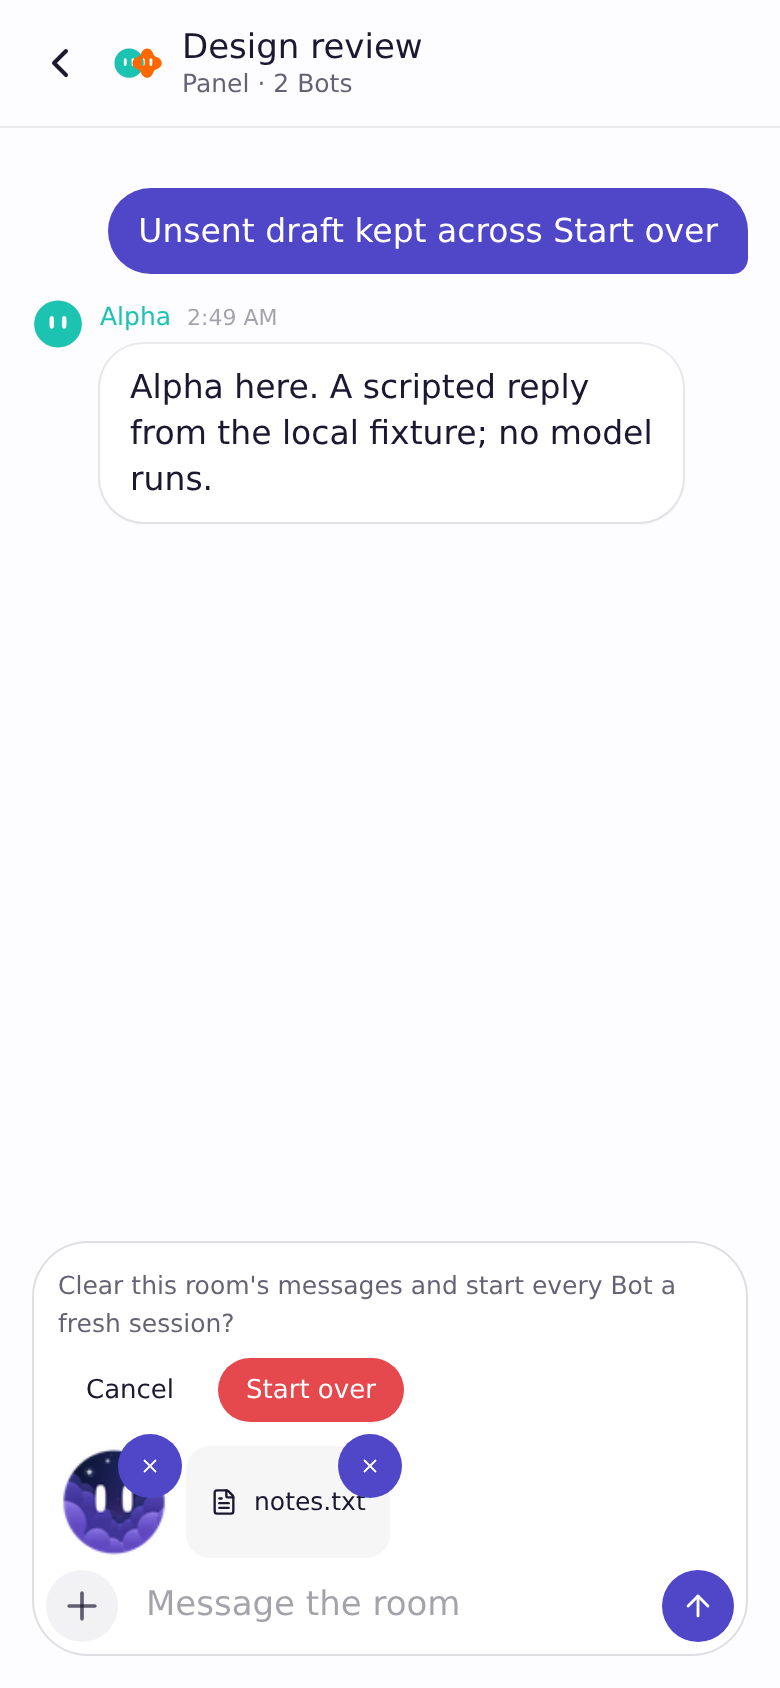 Design review
Panel · 2 Bots
Unsent draft kept across Start over
Alpha 2:49 AM
Alpha here. A scripted reply
from the local fixture; no model
runs.
Clear this room's messages and start every Bot a
fresh session?
Cancel Start over
notes.txt
Message the room